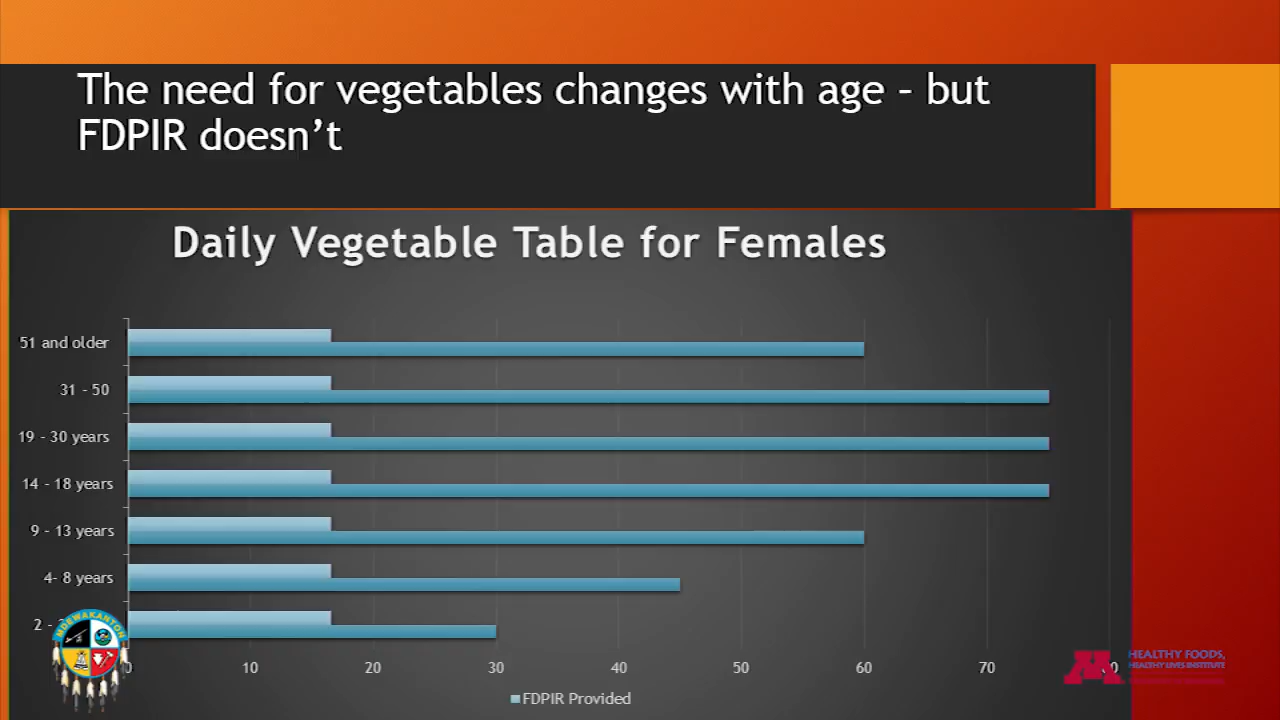 The need for vegetables changes with age – but
FDPIR doesn't
Daily Vegetable Table for Females
51 and older
31 - 50
19 - 30 years
14 - 18 years
9 - 13 years
4- 8 years
2 -
0 10 20 30 40 50 60 70
FDPIR Provided
MDEWAKANTON
M
HEALTHY FOODS,
HEALTHY LIVES INSTITUTE